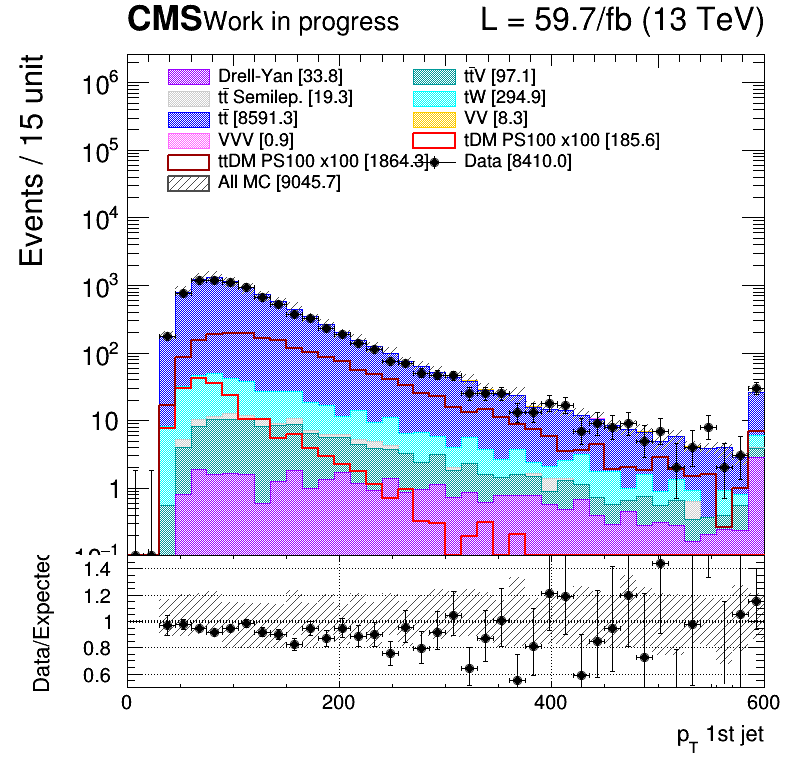 CMS Work in progress L = 59.7/fb (13 TeV)
Events / 15 unit
10⁶
10⁵
10⁴
10³
10²
10
1
10⁻¹
Drell-Yan [33.8]
tt̄V [97.1]
tt̄ Semilep. [19.3]
tW [294.9]
tt̄ [8591.3]
VV [8.3]
VVV [0.9]
tDM PS100 x100 [185.6]
ttDM PS100 x100 [1864.3]
Data [8410.0]
All MC [9045.7]
Data/Expected
1.4
1.2
1
0.8
0.6
0 200 400 600
p_T 1st jet